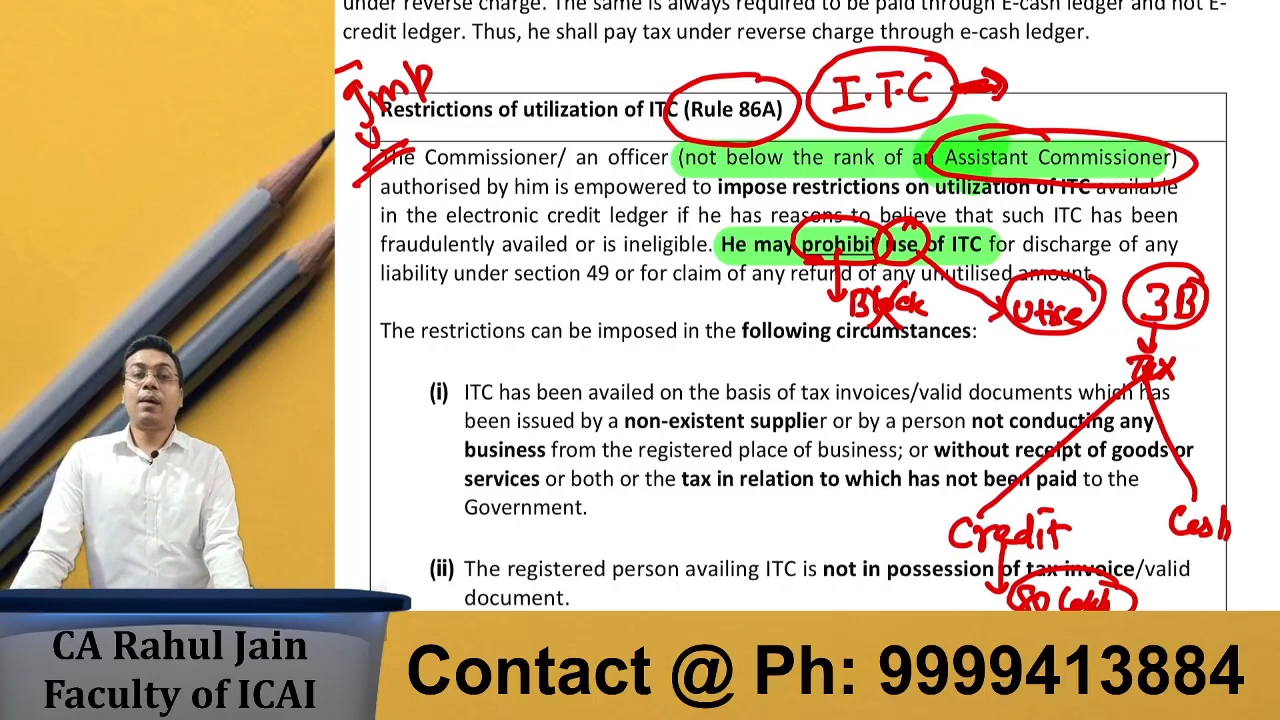 under reverse charge. The same is always required to be paid through E-cash ledger and not E-
credit ledger. Thus, he shall pay tax under reverse charge through e-cash ledger.
Imp
I.T.C
Restrictions of utilization of ITC (Rule 86A)
The Commissioner/ an officer (not below the rank of an Assistant Commissioner)
authorised by him is empowered to impose restrictions on utilization of ITC available
in the electronic credit ledger if he has reasons to believe that such ITC has been
fraudulently availed or is ineligible. He may prohibit use of ITC for discharge of any
liability under section 49 or for claim of any refund of any unutilised amount.
Block
Utise
3B
The restrictions can be imposed in the following circumstances:
Tax
(i) ITC has been availed on the basis of tax invoices/valid documents which has
been issued by a non-existent supplier or by a person not conducting any
business from the registered place of business; or without receipt of goods or
services or both or the tax in relation to which has not been paid to the
Government.
Credit
Cash
(ii) The registered person availing ITC is not in possession of tax invoice/valid
document.
CA Rahul Jain
Faculty of ICAI
Contact @ Ph: 9999413884